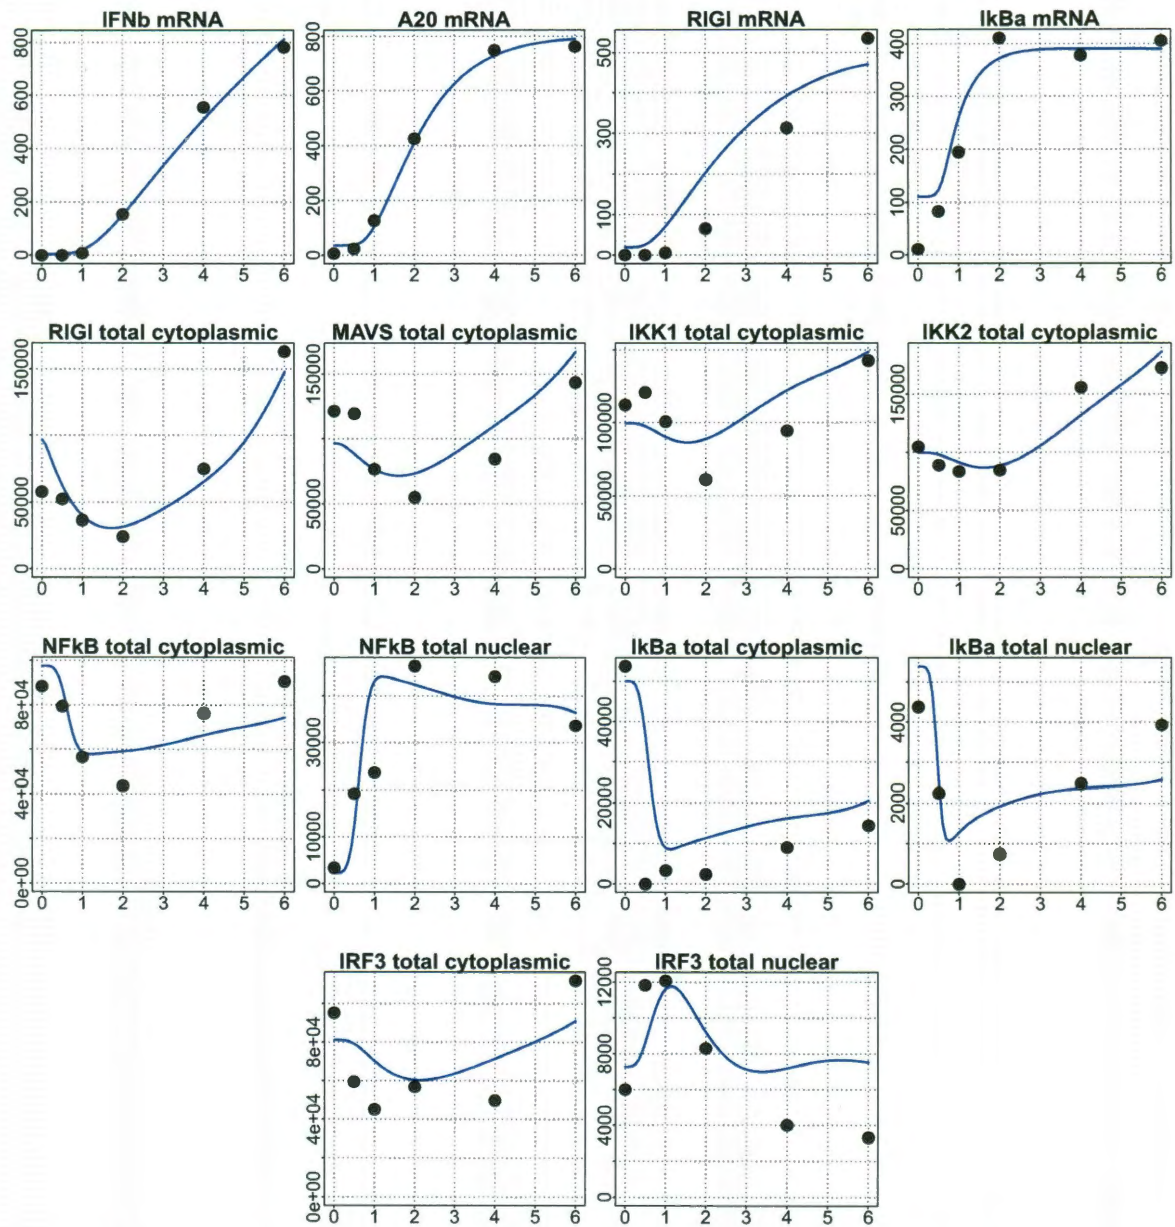 IFNb mRNA
0 200 400 600 800
0 1 2 3 4 5 6
A20 mRNA
0 200 400 600 800
0 1 2 3 4 5 6
RIGI mRNA
0 100 300 500
0 1 2 3 4 5 6
IkBa mRNA
0 100 200 300 400
0 1 2 3 4 5 6
RIGI total cytoplasmic
0 50000 150000
0 1 2 3 4 5 6
MAVS total cytoplasmic
0 50000 150000
0 1 2 3 4 5 6
IKK1 total cytoplasmic
0 50000 100000
0 1 2 3 4 5 6
IKK2 total cytoplasmic
0 50000 150000
0 1 2 3 4 5 6
NFkB total cytoplasmic
0e+00 4e+04 8e+04
0 1 2 3 4 5 6
NFkB total nuclear
0 10000 30000
0 1 2 3 4 5 6
IkBa total cytoplasmic
0 20000 40000
0 1 2 3 4 5 6
IkBa total nuclear
0 2000 4000
0 1 2 3 4 5 6
IRF3 total cytoplasmic
0e+00 4e+04 8e+04
0 1 2 3 4 5 6
IRF3 total nuclear
0 4000 8000 12000
0 1 2 3 4 5 6